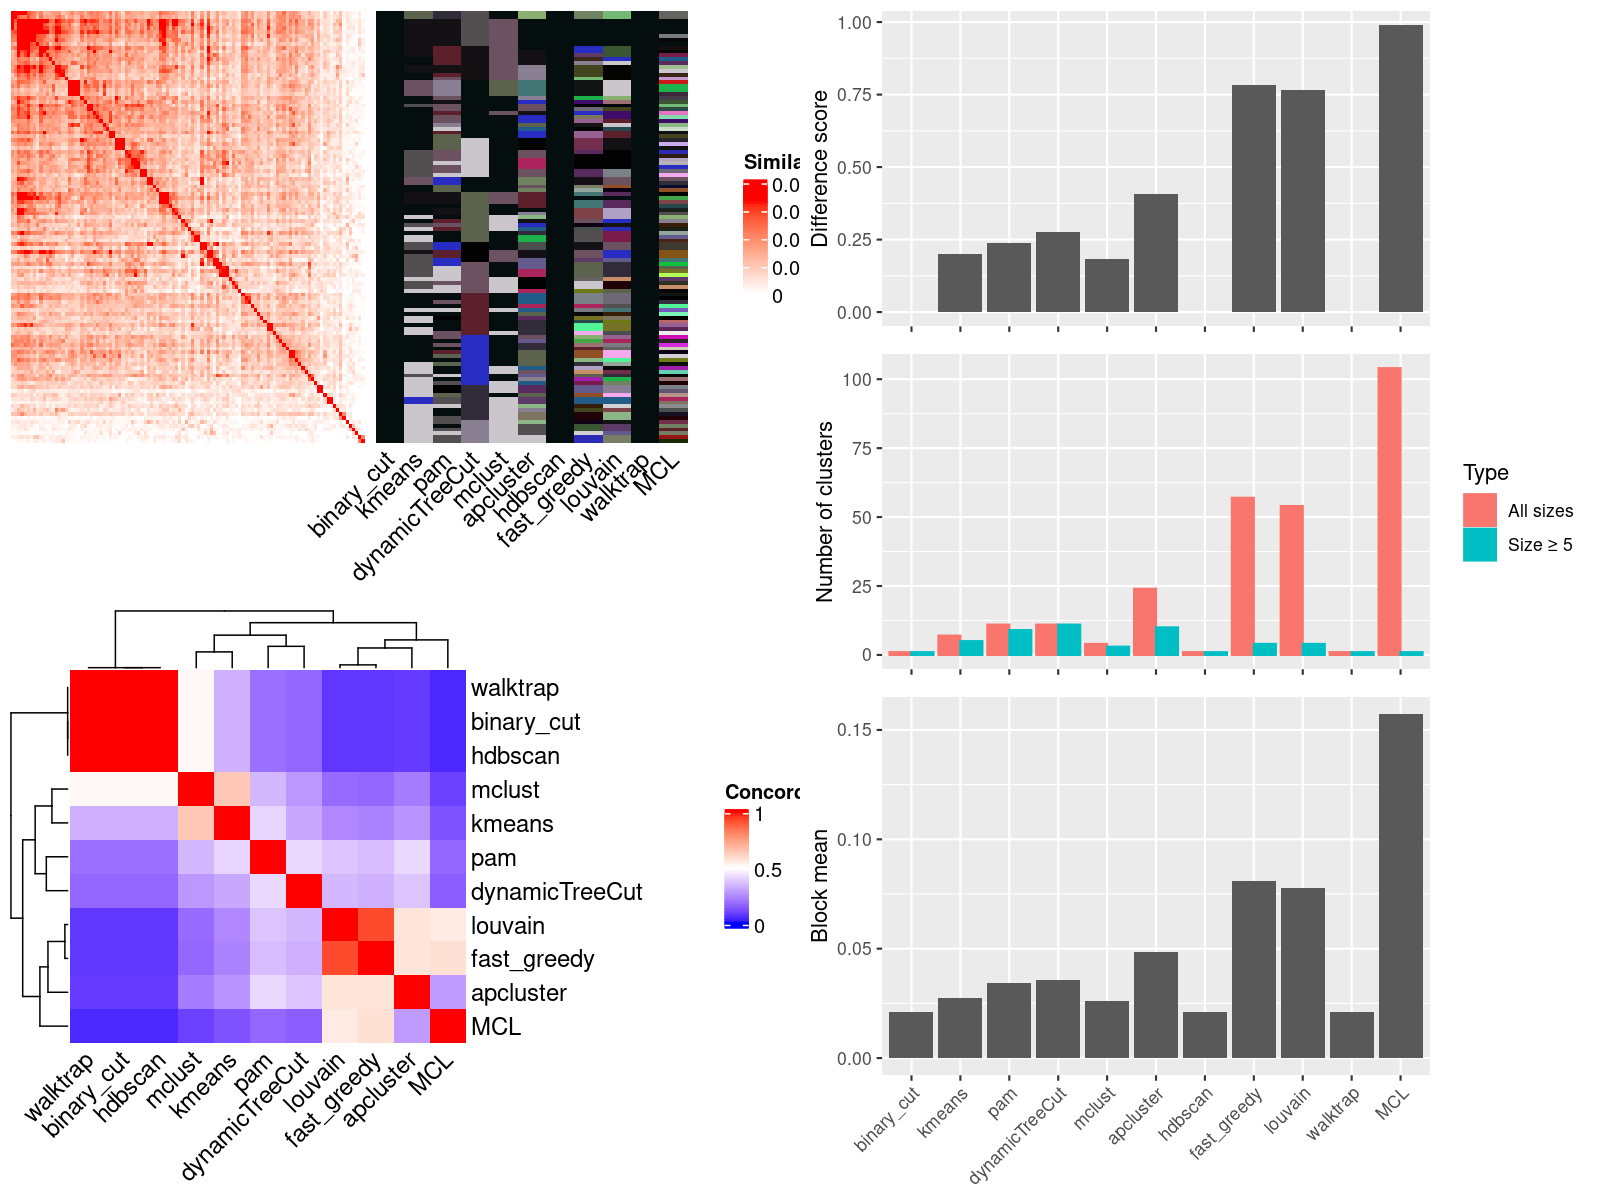 Simila
0.0
0.0
0.0
0.0
0
binary_cut
kmeans
pam
dynamicTreeCut
mclust
apcluster
hdbscan
fast_greedy
louvain
walktrap
MCL
walktrap
binary_cut
hdbscan
mclust
kmeans
pam
dynamicTreeCut
louvain
fast_greedy
apcluster
MCL
walktrap
binary_cut
hdbscan
mclust
kmeans
pam
dynamicTreeCut
louvain
fast_greedy
apcluster
MCL
Concord
1
0.5
0
Difference score
1.00
0.75
0.50
0.25
0.00
Number of clusters
100
75
50
25
0
Type
All sizes
Size ≥ 5
Block mean
0.15
0.10
0.05
0.00
binary_cut
kmeans
pam
dynamicTreeCut
mclust
apcluster
hdbscan
fast_greedy
louvain
walktrap
MCL